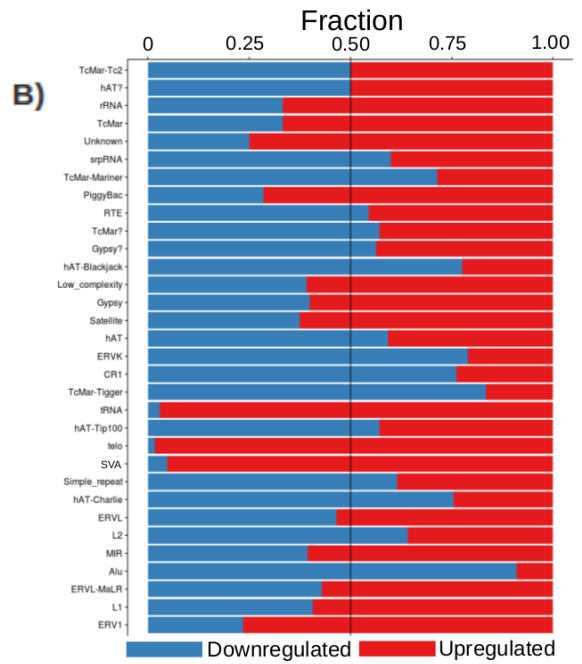 Fraction
0 0.25 0.50 0.75 1.00
B)
TcMar-Tc2
hAT?
rRNA
TcMar
Unknown
srpRNA
TcMar-Mariner
PiggyBac
RTE
TcMar?
Gypsy?
hAT-Blackjack
Low_complexity
Gypsy
Satellite
hAT
ERVK
CR1
TcMar-Tigger
tRNA
hAT-Tip100
telo
SVA
Simple_repeat
hAT-Charlie
ERVL
L2
MIR
Alu
ERVL-MaLR
L1
ERV1
Downregulated Upregulated